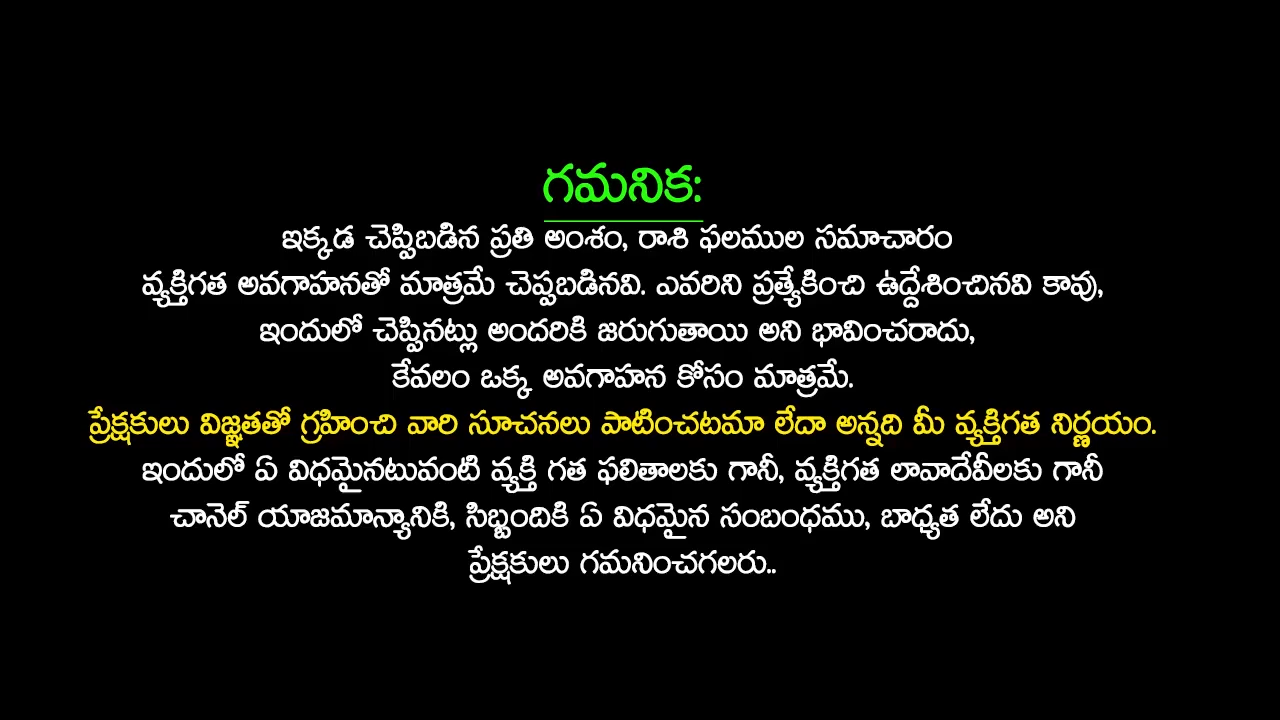 గమనిక:
ఇక్కడ చెప్పిబడిన ప్రతి అంశం, రాశి ఫలముల సమాచారం
వ్యక్తిగత అవగాహనతో మాత్రమే చెప్పబడినవి. ఎవరిని ప్రత్యేకించి ఉద్దేశించినవి కావు,
ఇందులో చెప్పినట్లు అందరికి జరుగుతాయి అని భావించరాదు,
కేవలం ఒక్క అవగాహన కోసం మాత్రమే.
ప్రేక్షకులు విజ్ఞతతో గ్రహించి వారి సూచనలు పాటించటమా లేదా అన్నది మీ వ్యక్తిగత నిర్ణయం.
ఇందులో ఏ విధమైనటువంటి వ్యక్తి గత ఫలితాలకు గానీ, వ్యక్తిగత లావాదేవీలకు గానీ
చానెల్ యాజమాన్యానికి, సిబ్బందికి ఏ విధమైన సంబంధము, బాధ్యత లేదు అని
ప్రేక్షకులు గమనించగలరు..